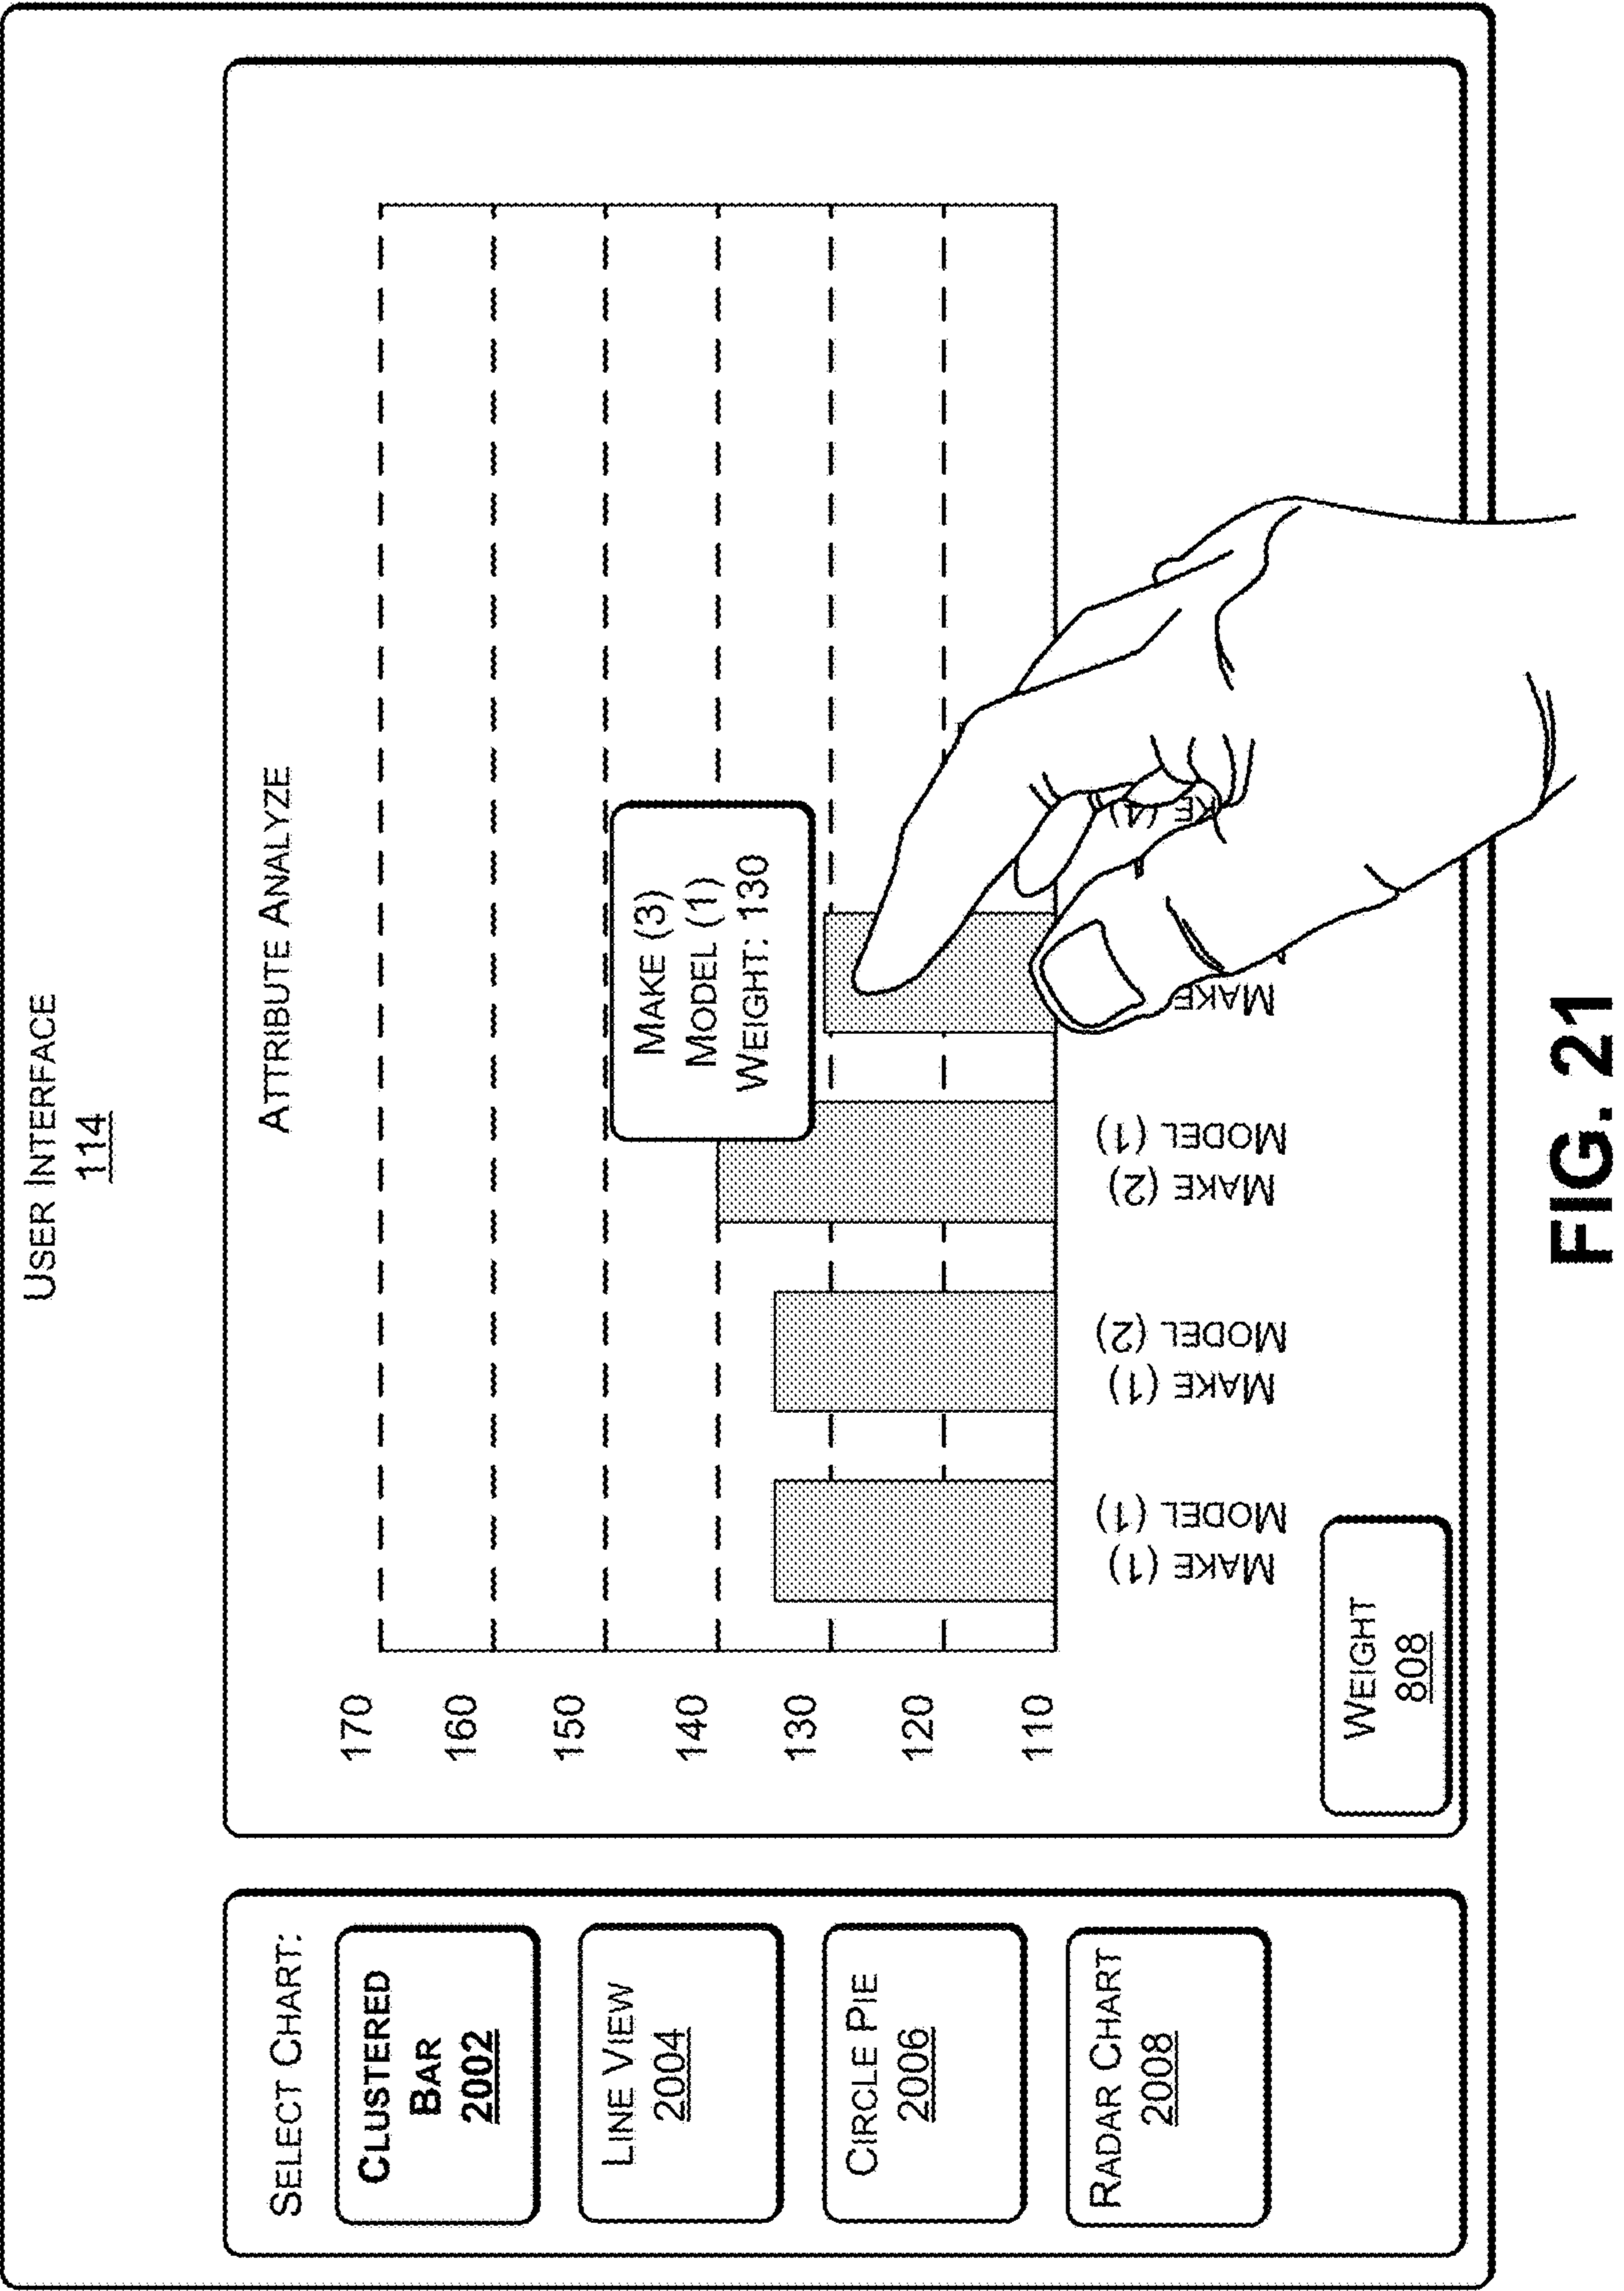 USER INTERFACE
114
SELECT CHART:
CLUSTERED
BAR
2002
LINE VIEW
2004
CIRCLE PIE
2006
RADAR CHART
2008
ATTRIBUTE ANALYZE
170
160
150
140
130
120
110
MAKE (3)
MODEL (1)
WEIGHT: 130
MAKE (1)
MODEL (1)
MAKE (1)
MODEL (2)
MAKE (2)
MODEL (1)
MAKE
WEIGHT
808
FIG. 21